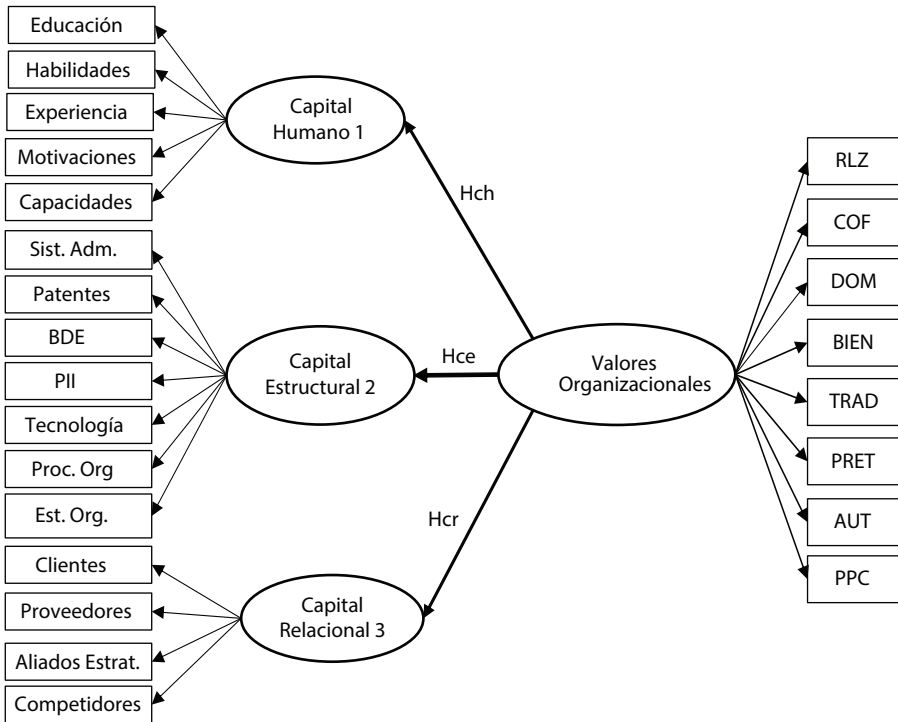 Educación
Habilidades
Experiencia
Motivaciones
Capacidades
Sist. Adm.
Patentes
BDE
PII
Tecnología
Proc. Org
Est. Org.
Clientes
Proveedores
Aliados Estrat.
Competidores
Capital
Humano 1
Capital
Estructural 2
Capital
Relacional 3
Hch
Hce
Hcr
Valores
Organizacionales
RLZ
COF
DOM
BIEN
TRAD
PRET
AUT
PPC